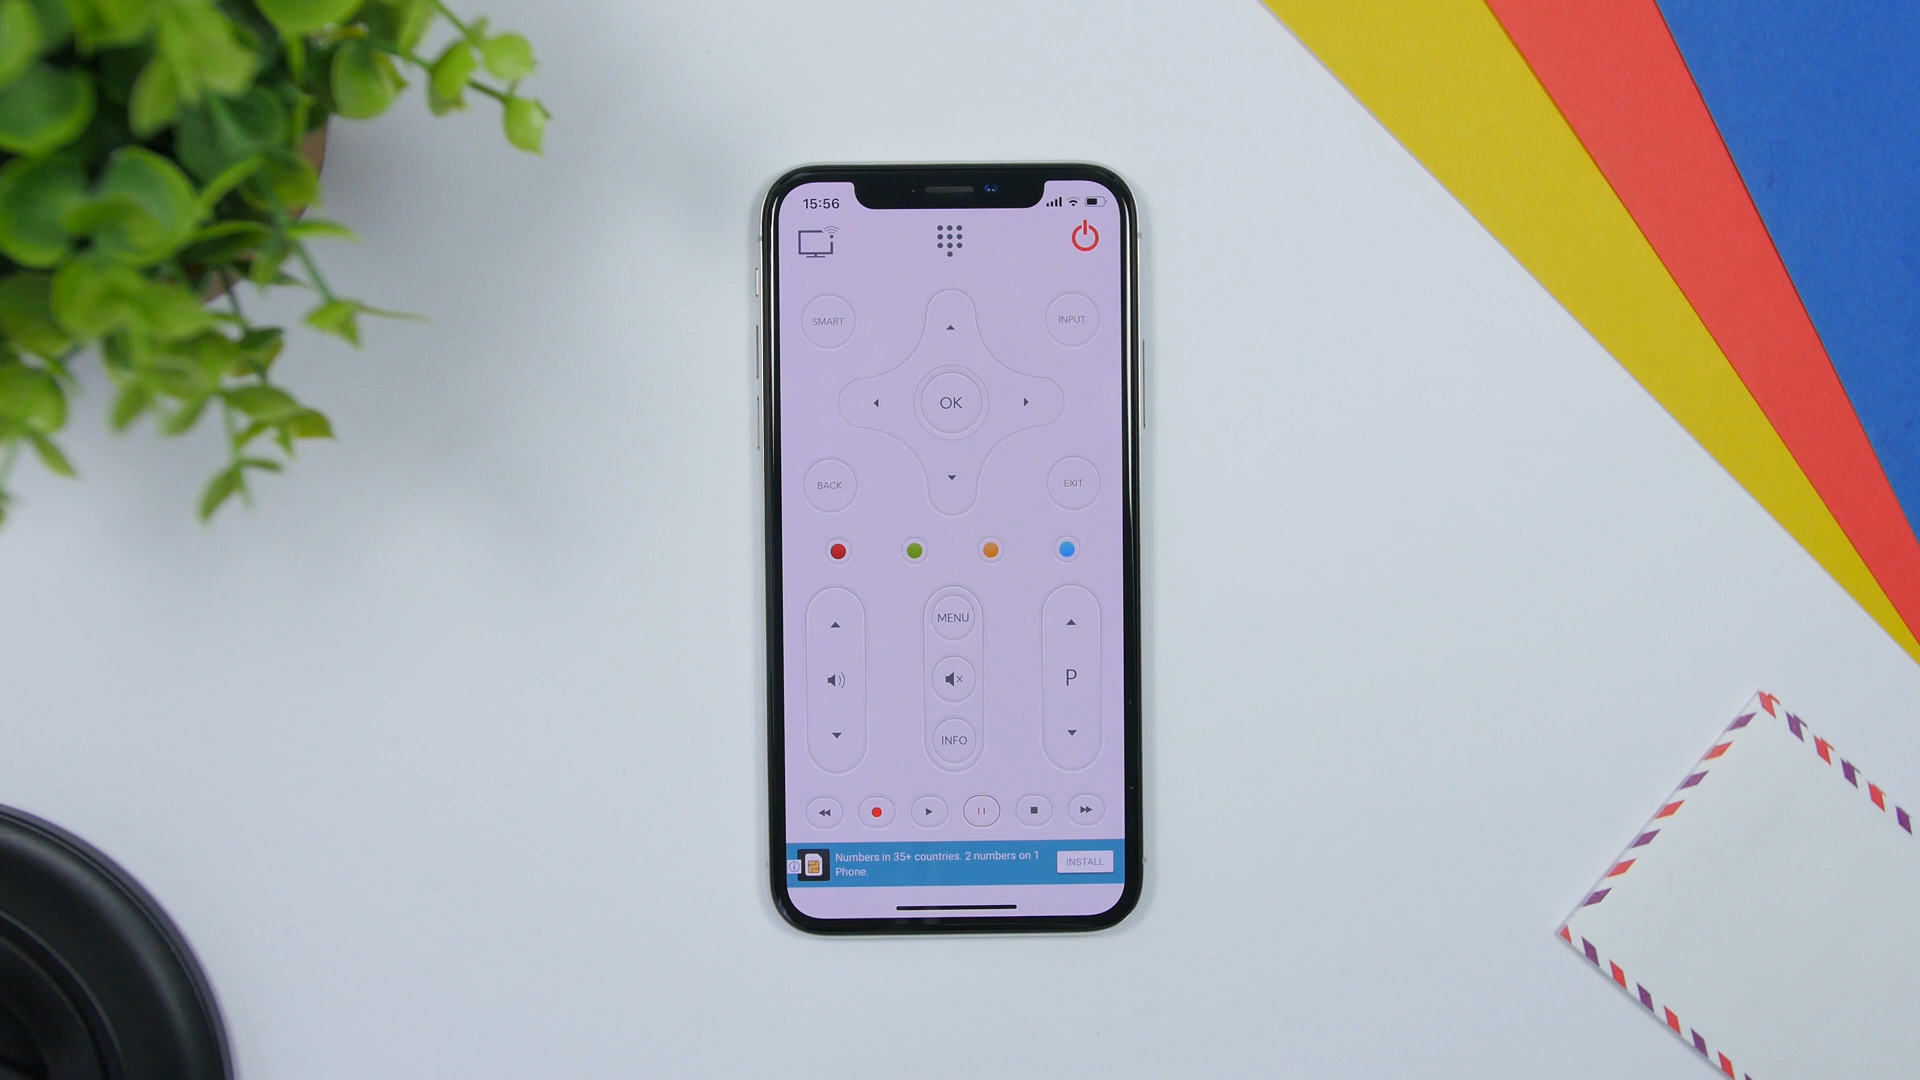 15:56
SMART
INPUT
OK
BACK
EXIT
MENU
P
INFO
Numbers in 35+ countries. 2 numbers on 1
Phone.
INSTALL